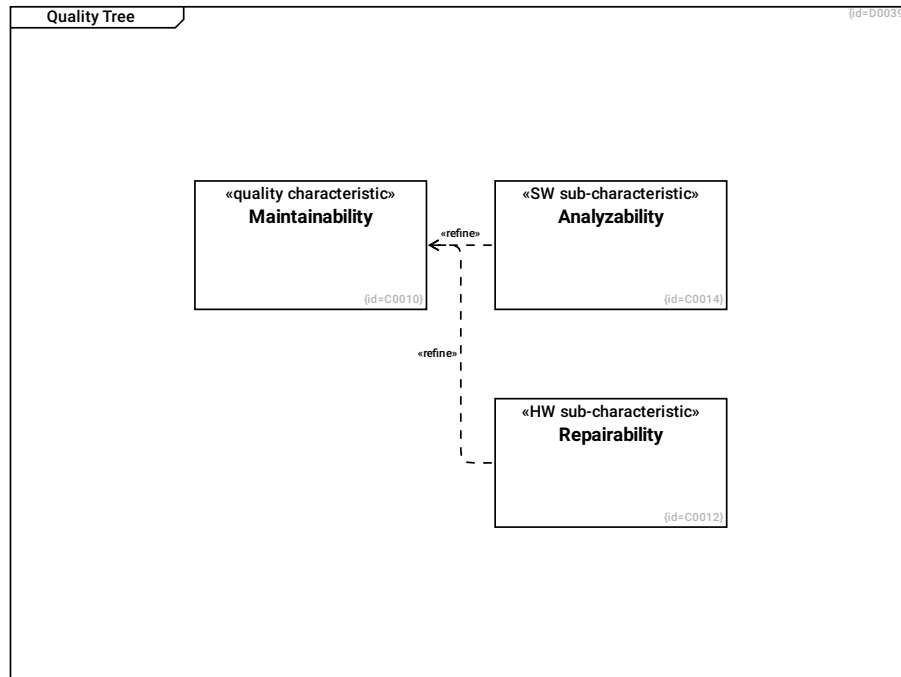 Quality Tree
{id=D0039
«quality characteristic»
Maintainability
{id=C0010}
«refine»
«SW sub-characteristic»
Analyzability
{id=C0014}
«refine»
«HW sub-characteristic»
Repairability
{id=C0012}